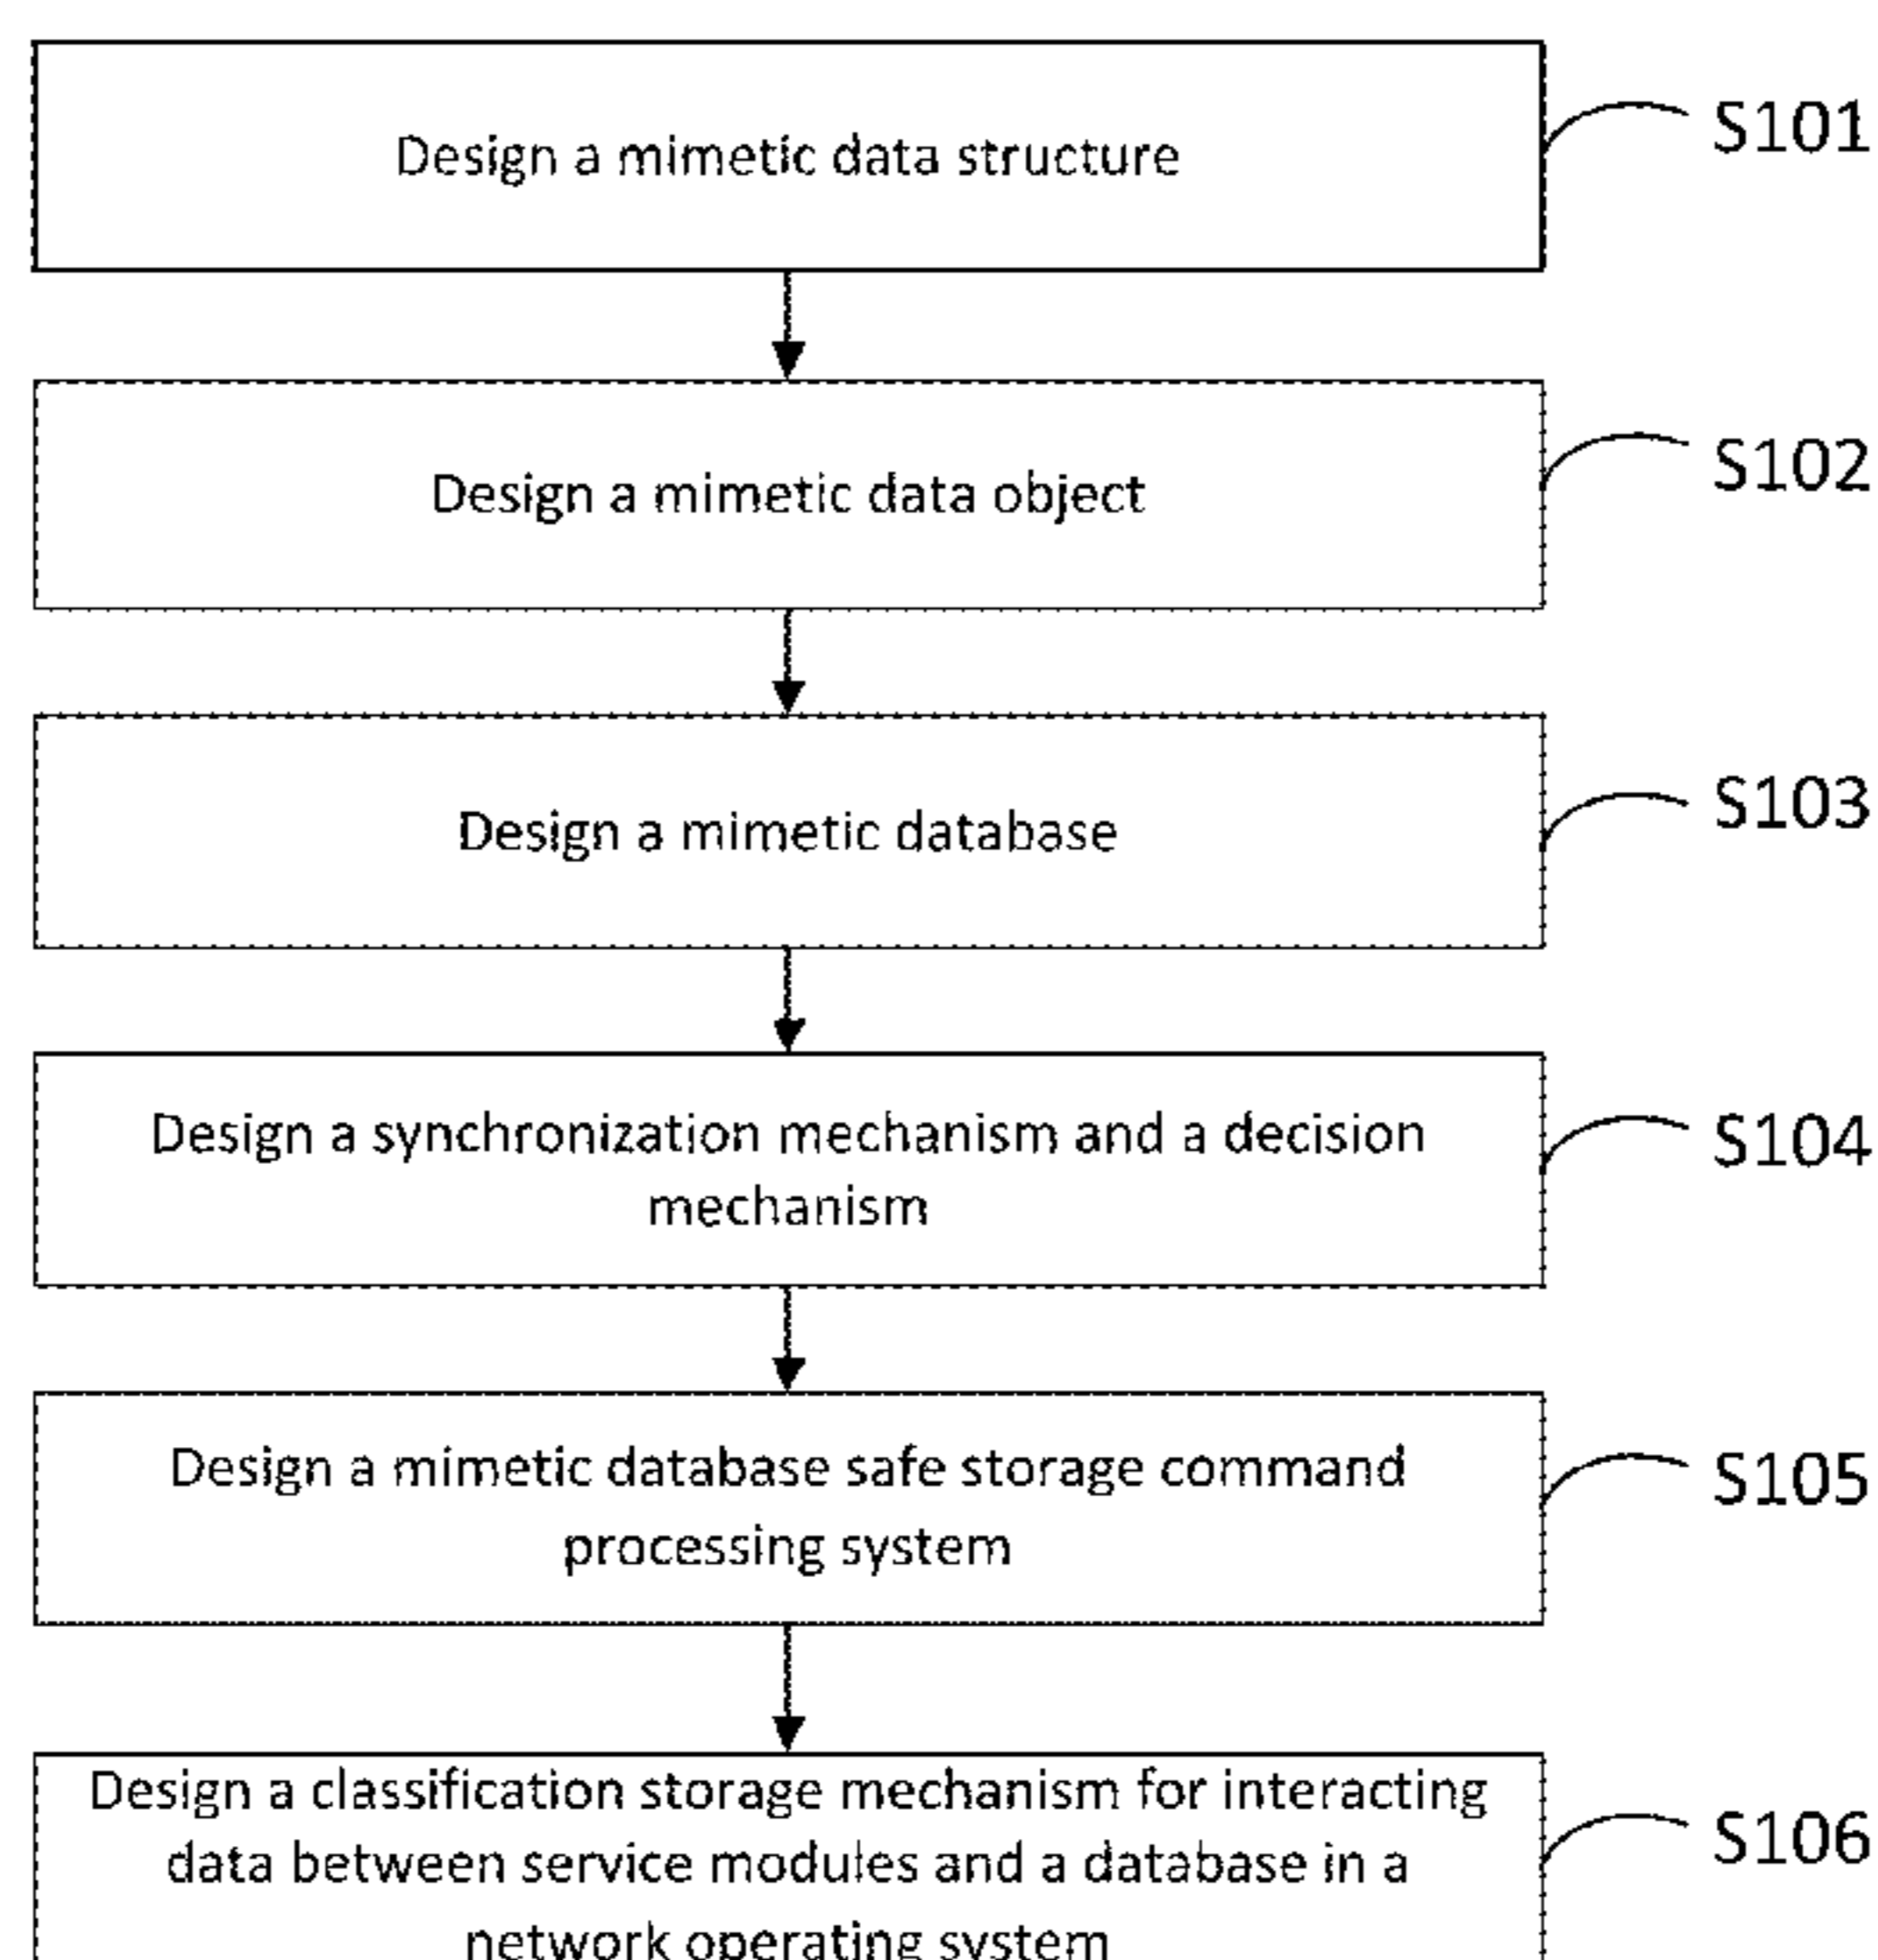 Design a mimetic data structure
S101
Design a mimetic data object
S102
Design a mimetic database
S103
Design a synchronization mechanism and a decision
mechanism
S104
Design a mimetic database safe storage command
processing system
S105
Design a classification storage mechanism for interacting
data between service modules and a database in a
network operating system
S106